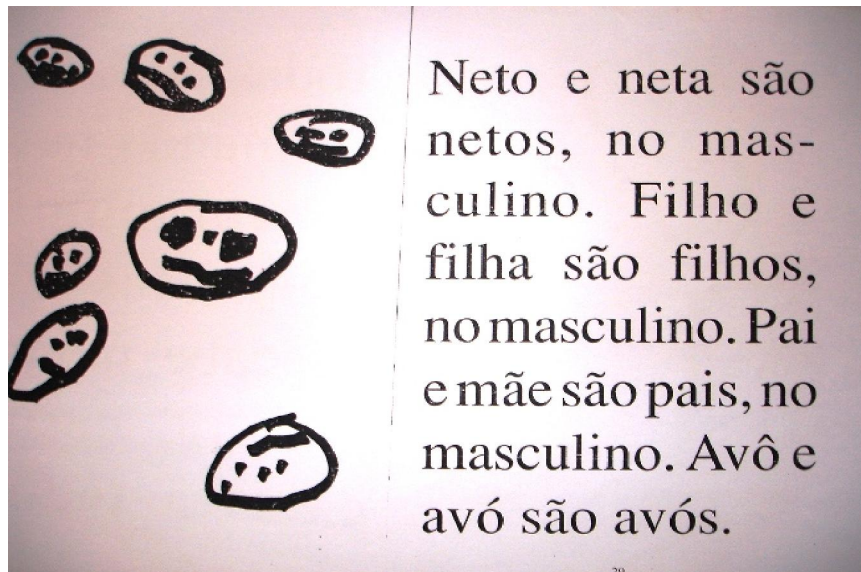 Neto e neta são
netos, no mas-
culino. Filho e
filha são filhos,
no masculino. Pai
e mãe são pais, no
masculino. Avô e
avó são avós.